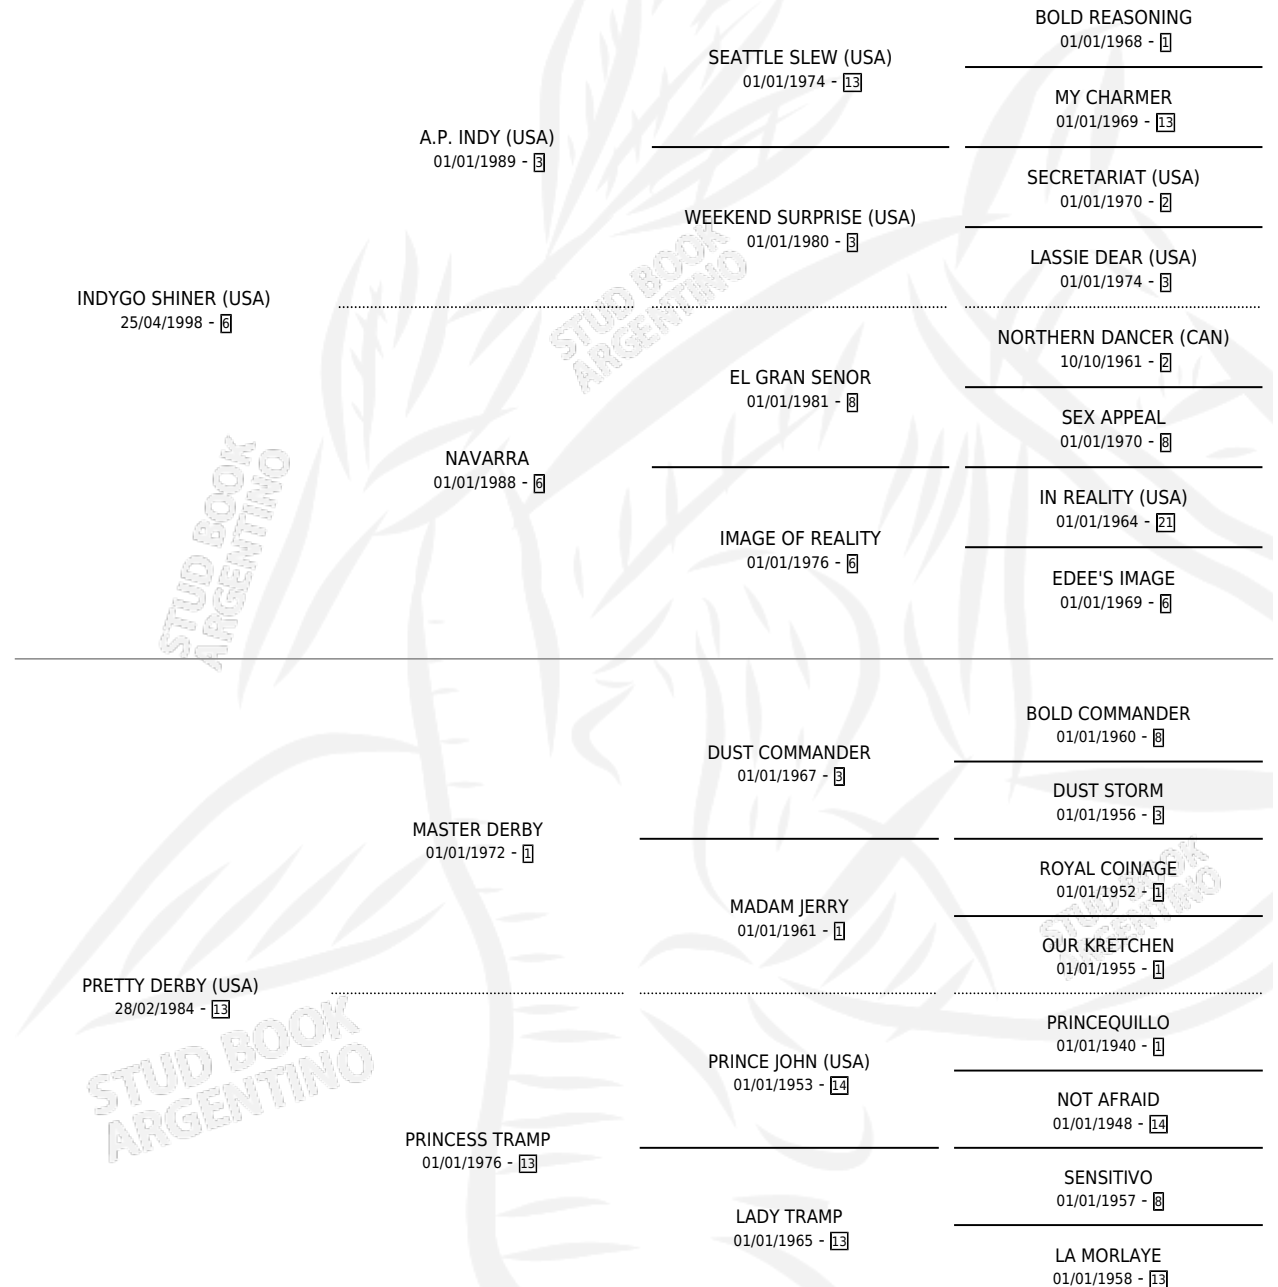 BOLD REASONING
01/01/1968 - 1
SEATTLE SLEW (USA)
01/01/1974 - 13
MY CHARMER
01/01/1969 - 13
A.P. INDY (USA)
01/01/1989 - 3
SECRETARIAT (USA)
01/01/1970 - 2
WEEKEND SURPRISE (USA)
01/01/1980 - 3
LASSIE DEAR (USA)
01/01/1974 - 3
INDYGO SHINER (USA)
25/04/1998 - 6
NORTHERN DANCER (CAN)
10/10/1961 - 2
EL GRAN SENOR
01/01/1981 - 8
SEX APPEAL
01/01/1970 - 8
NAVARRA
01/01/1988 - 6
IN REALITY (USA)
01/01/1964 - 21
IMAGE OF REALITY
01/01/1976 - 6
EDEE'S IMAGE
01/01/1969 - 6
BOLD COMMANDER
01/01/1960 - 8
DUST COMMANDER
01/01/1967 - 3
DUST STORM
01/01/1956 - 3
MASTER DERBY
01/01/1972 - 1
ROYAL COINAGE
01/01/1952 - 1
MADAM JERRY
01/01/1961 - 1
OUR KRETCHEN
01/01/1955 - 1
PRETTY DERBY (USA)
28/02/1984 - 13
PRINCEQUILLO
01/01/1940 - 1
PRINCE JOHN (USA)
01/01/1953 - 14
NOT AFRAID
01/01/1948 - 14
PRINCESS TRAMP
01/01/1976 - 13
SENSITIVO
01/01/1957 - 8
LADY TRAMP
01/01/1965 - 13
LA MORLAYE
01/01/1958 - 13
STUD BOOK
ARGENTINO
STUD BOOK
ARGENTINO
STUD BOOK
ARGENTINO
STUD BOOK
ARGENTINO